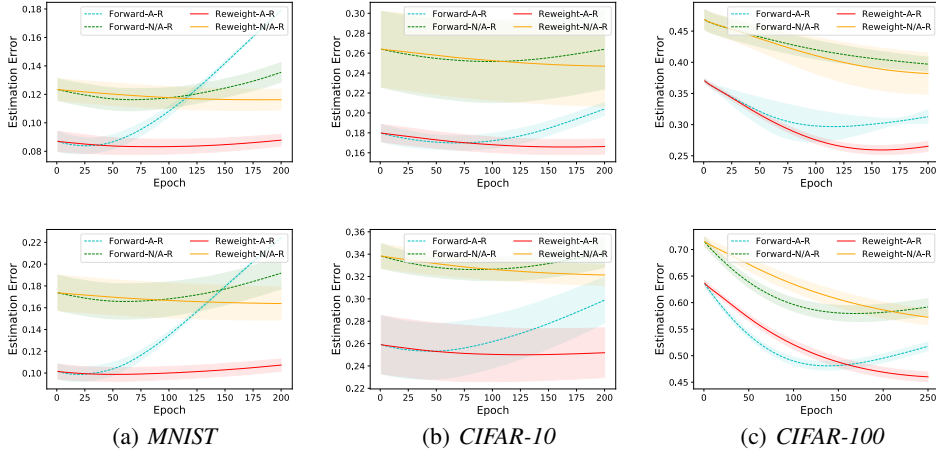 Forward-A-R Reweight-A-R
Forward-N/A-R Reweight-N/A-R
Estimation Error
0.18
0.16
0.14
0.12
0.10
0.08
0 25 50 75 100 125 150 175 200
Epoch
Forward-A-R Reweight-A-R
Forward-N/A-R Reweight-N/A-R
Estimation Error
0.30
0.28
0.26
0.24
0.22
0.20
0.18
0.16
0 25 50 75 100 125 150 175 200
Epoch
Forward-A-R Reweight-A-R
Forward-N/A-R Reweight-N/A-R
Estimation Error
0.45
0.40
0.35
0.30
0.25
0 25 50 75 100 125 150 175 200 225 250
Epoch
Forward-A-R Reweight-A-R
Forward-N/A-R Reweight-N/A-R
Estimation Error
0.22
0.20
0.18
0.16
0.14
0.12
0.10
0 25 50 75 100 125 150 175 200
Epoch
Forward-A-R Reweight-A-R
Forward-N/A-R Reweight-N/A-R
Estimation Error
0.36
0.34
0.32
0.30
0.28
0.26
0.24
0.22
0 25 50 75 100 125 150 175 200
Epoch
Forward-A-R Reweight-A-R
Forward-N/A-R Reweight-N/A-R
Estimation Error
0.70
0.65
0.60
0.55
0.50
0.45
0 50 100 150 200 250
Epoch
(a) MNIST
(b) CIFAR-10
(c) CIFAR-100